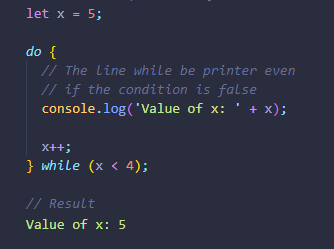 let x = 5;
do {
// The line while be printer even
// if the condition is false
console.log('Value of x: ' + x);
x++;
} while (x < 4);
// Result
Value of x: 5